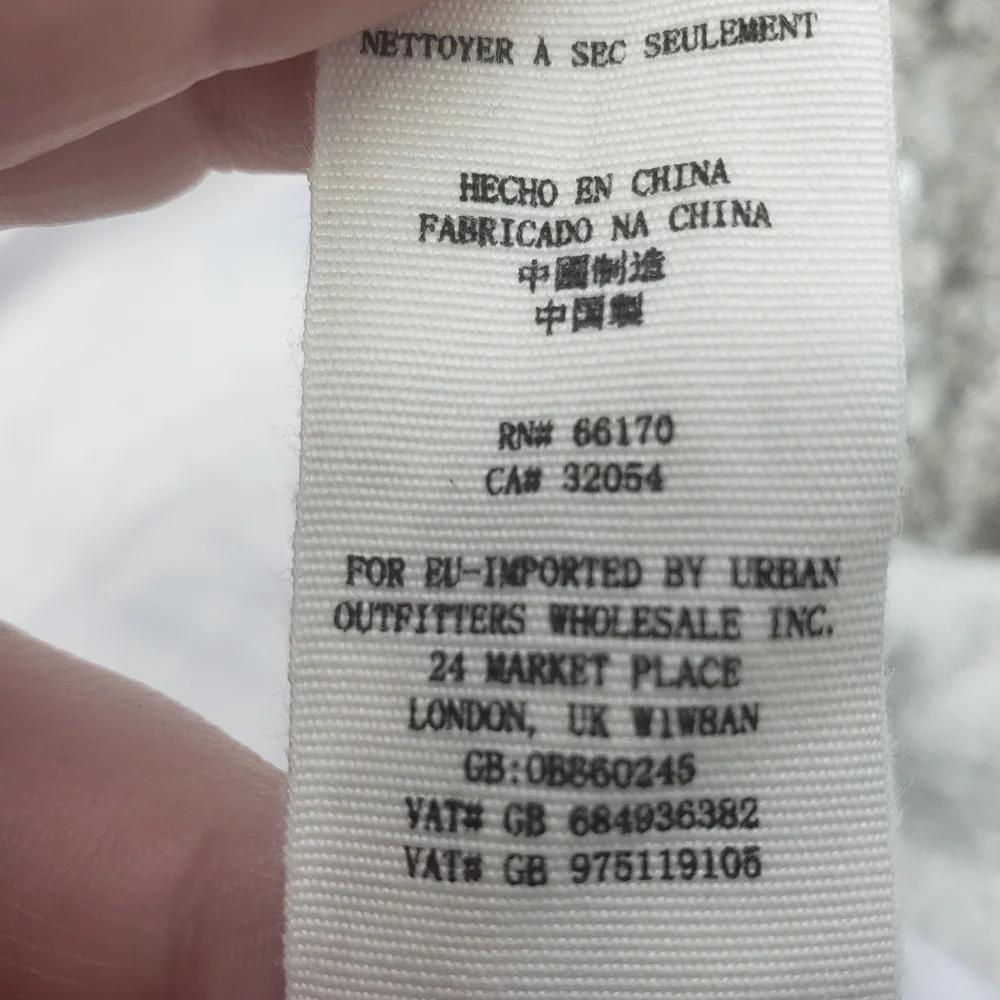 NETTOYER À SEC SEULEMENT
HECHO EN CHINA
FABRICADO NA CHINA
中國制造
中国製
RN# 66170
CA# 32054
FOR EU-IMPORTED BY URBAN
OUTFITTERS WHOLESALE INC.
24 MARKET PLACE
LONDON, UK W1W8AN
GB:0B860245
VAT# GB 684936382
VAT# GB 975119105